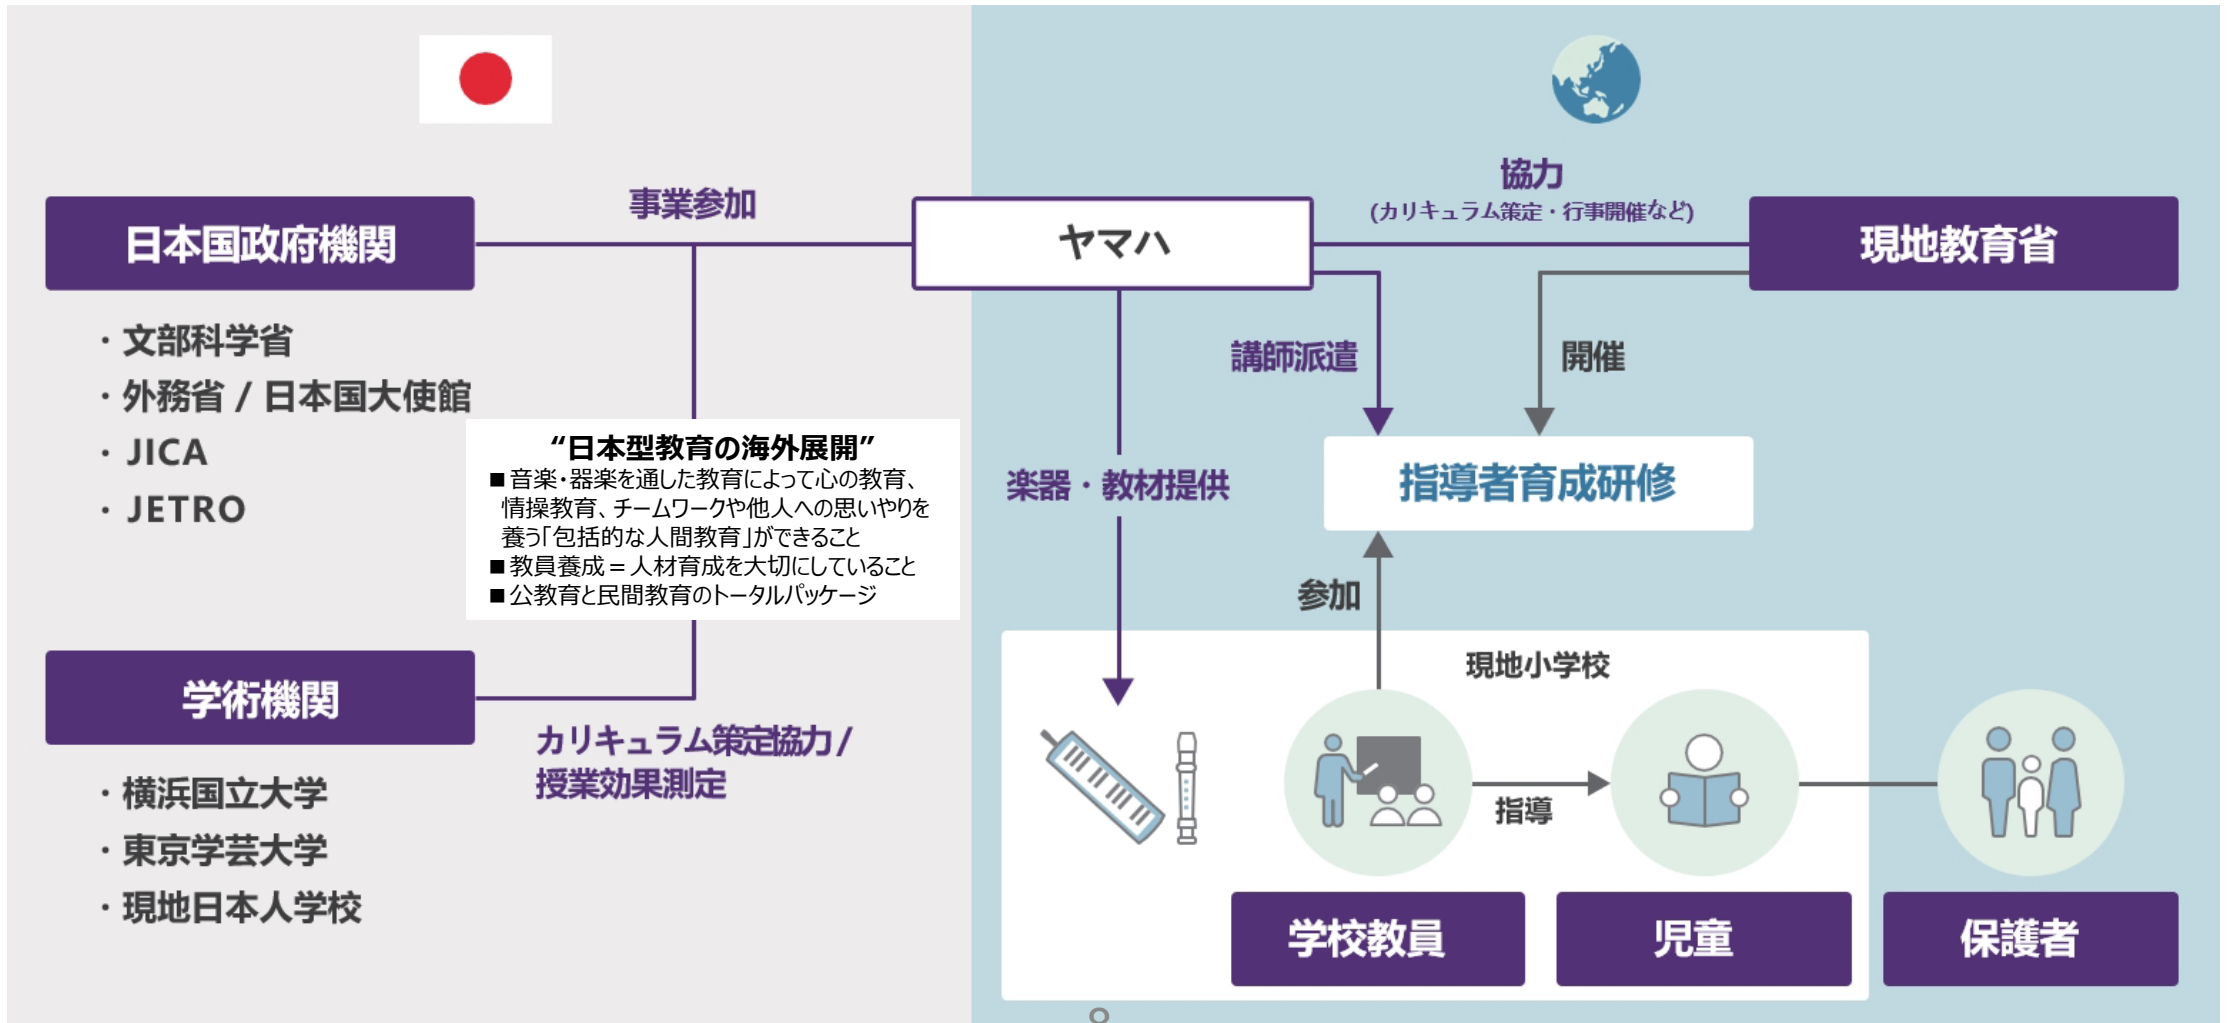 事業参加
日本国政府機関
・文部科学省
・外務省 / 日本国大使館
・JICA
・JETRO
“日本型教育の海外展開”
■音楽・器楽を通した教育によって心の教育、
情操教育、チームワークや他人への思いやりを
養う「包括的な人間教育」ができること
■教員養成＝人材育成を大切にしていること
■公教育と民間教育のトータルパッケージ
学術機関
カリキュラム策定協力 /
授業効果測定
・横浜国立大学
・東京学芸大学
・現地日本人学校
ヤマハ
協力
(カリキュラム策定・行事開催など)
現地教育省
講師派遣
開催
楽器・教材提供
指導者育成研修
参加
現地小学校
指導
学校教員
児童
保護者